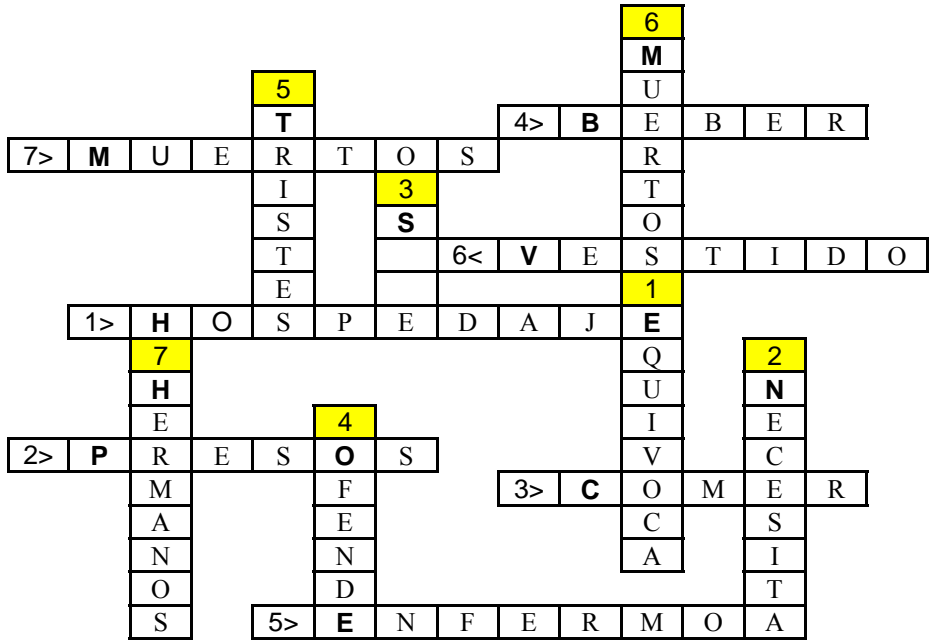 6
M
5 U
T 4> B E B E R
7> M U E R T O S R
I 3 T
S S O
T 6< V E S T I D O
E 1
1> H O S P E D A J E
7 Q 2
H U N
E 4 I E
2> P R E S O S V C
M F 3> C O M E R
A E C S
N N A I
O D T
S 5> E N F E R M O A